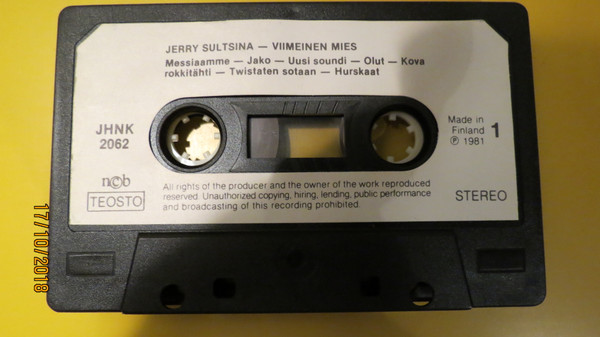 JERRY SULTSINA — VIIMEINEN MIES
Messiaamme — Jako — Uusi soundi — Olut — Kova
rokkitähti — Twistaten sotaan — Hurskaat
JHNK
2062
Made in
Finland
℗ 1981
1
n©b
TEOSTO
All rights of the producer and the owner of the work reproduced
reserved. Unauthorized copying, hiring, lending, public performance
and broadcasting of this recording prohibited.
STEREO
17/10/2018